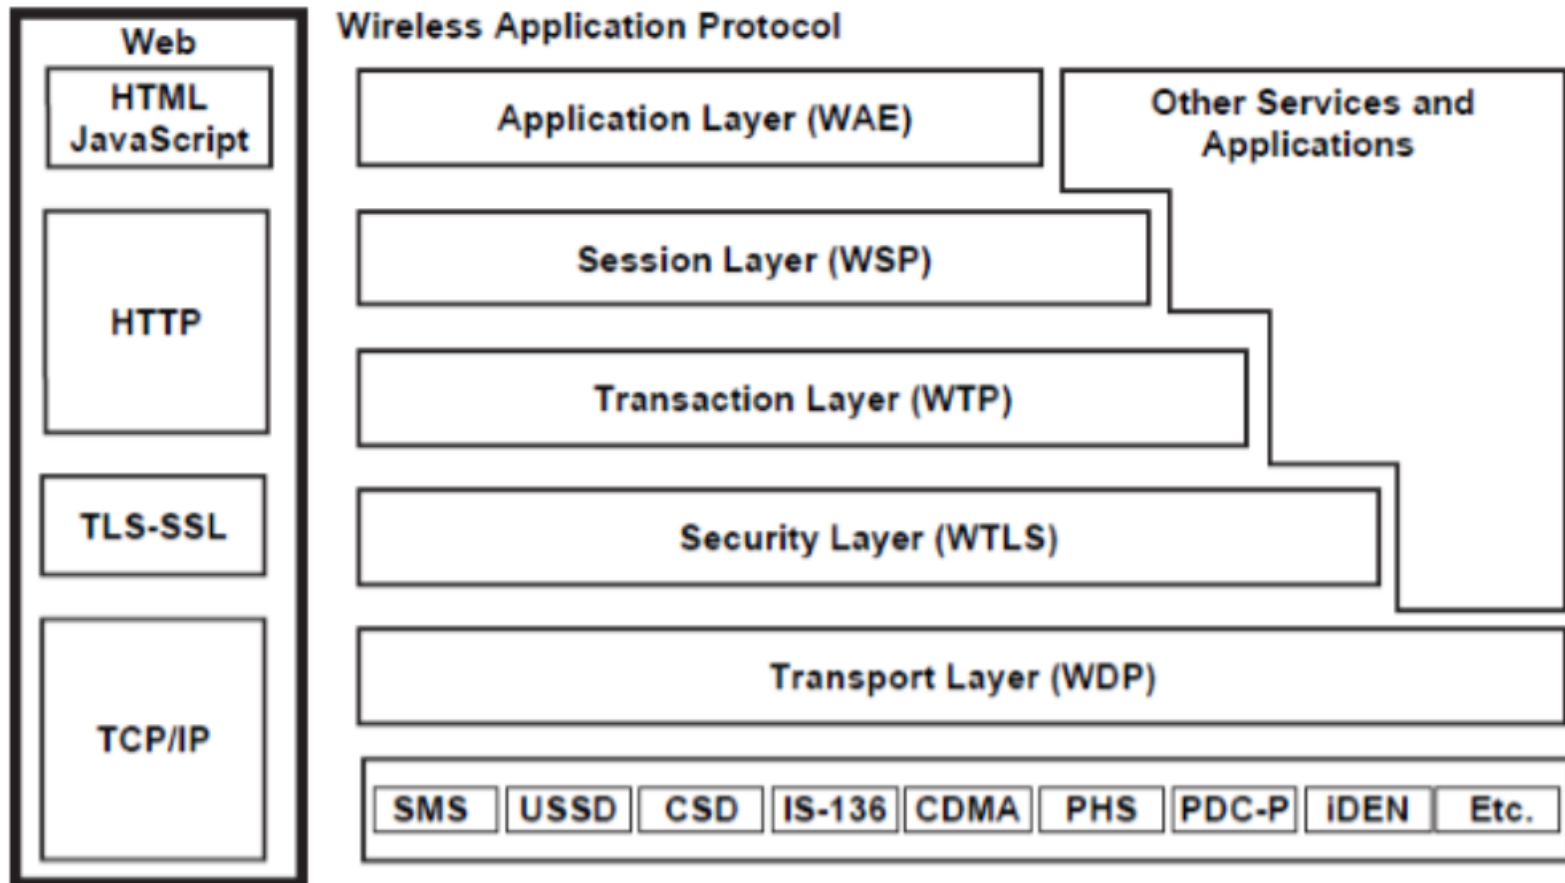 Web
HTML
JavaScript
HTTP
TLS-SSL
TCP/IP
Wireless Application Protocol
Application Layer (WAE)
Other Services and
Applications
Session Layer (WSP)
Transaction Layer (WTP)
Security Layer (WTLS)
Transport Layer (WDP)
SMS USSD CSD IS-136 CDMA PHS PDC-P iDEN Etc.